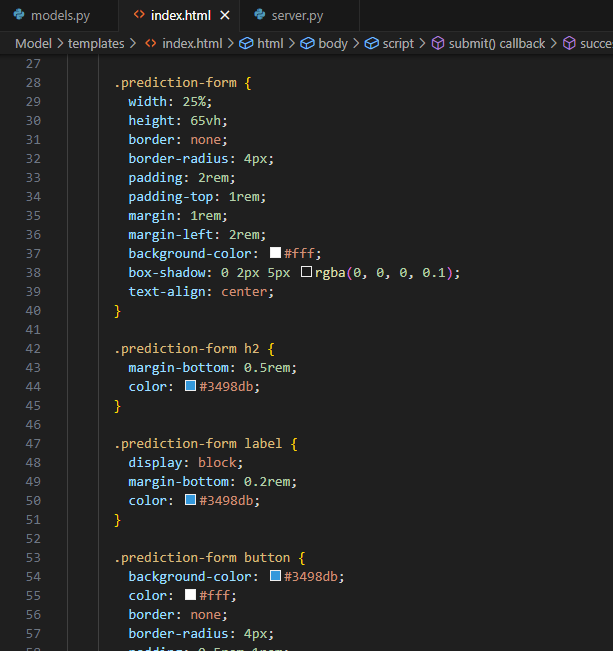 models.py index.html × server.py
Model > templates > index.html > html > body > script > submit() callback > succe
27
28 .prediction-form {
29 width: 25%;
30 height: 65vh;
31 border: none;
32 border-radius: 4px;
33 padding: 2rem;
34 padding-top: 1rem;
35 margin: 1rem;
36 margin-left: 2rem;
37 background-color: #fff;
38 box-shadow: 0 2px 5px rgba(0, 0, 0, 0.1);
39 text-align: center;
40 }
41
42 .prediction-form h2 {
43 margin-bottom: 0.5rem;
44 color: #3498db;
45 }
46
47 .prediction-form label {
48 display: block;
49 margin-bottom: 0.2rem;
50 color: #3498db;
51 }
52
53 .prediction-form button {
54 background-color: #3498db;
55 color: #fff;
56 border: none;
57 border-radius: 4px;